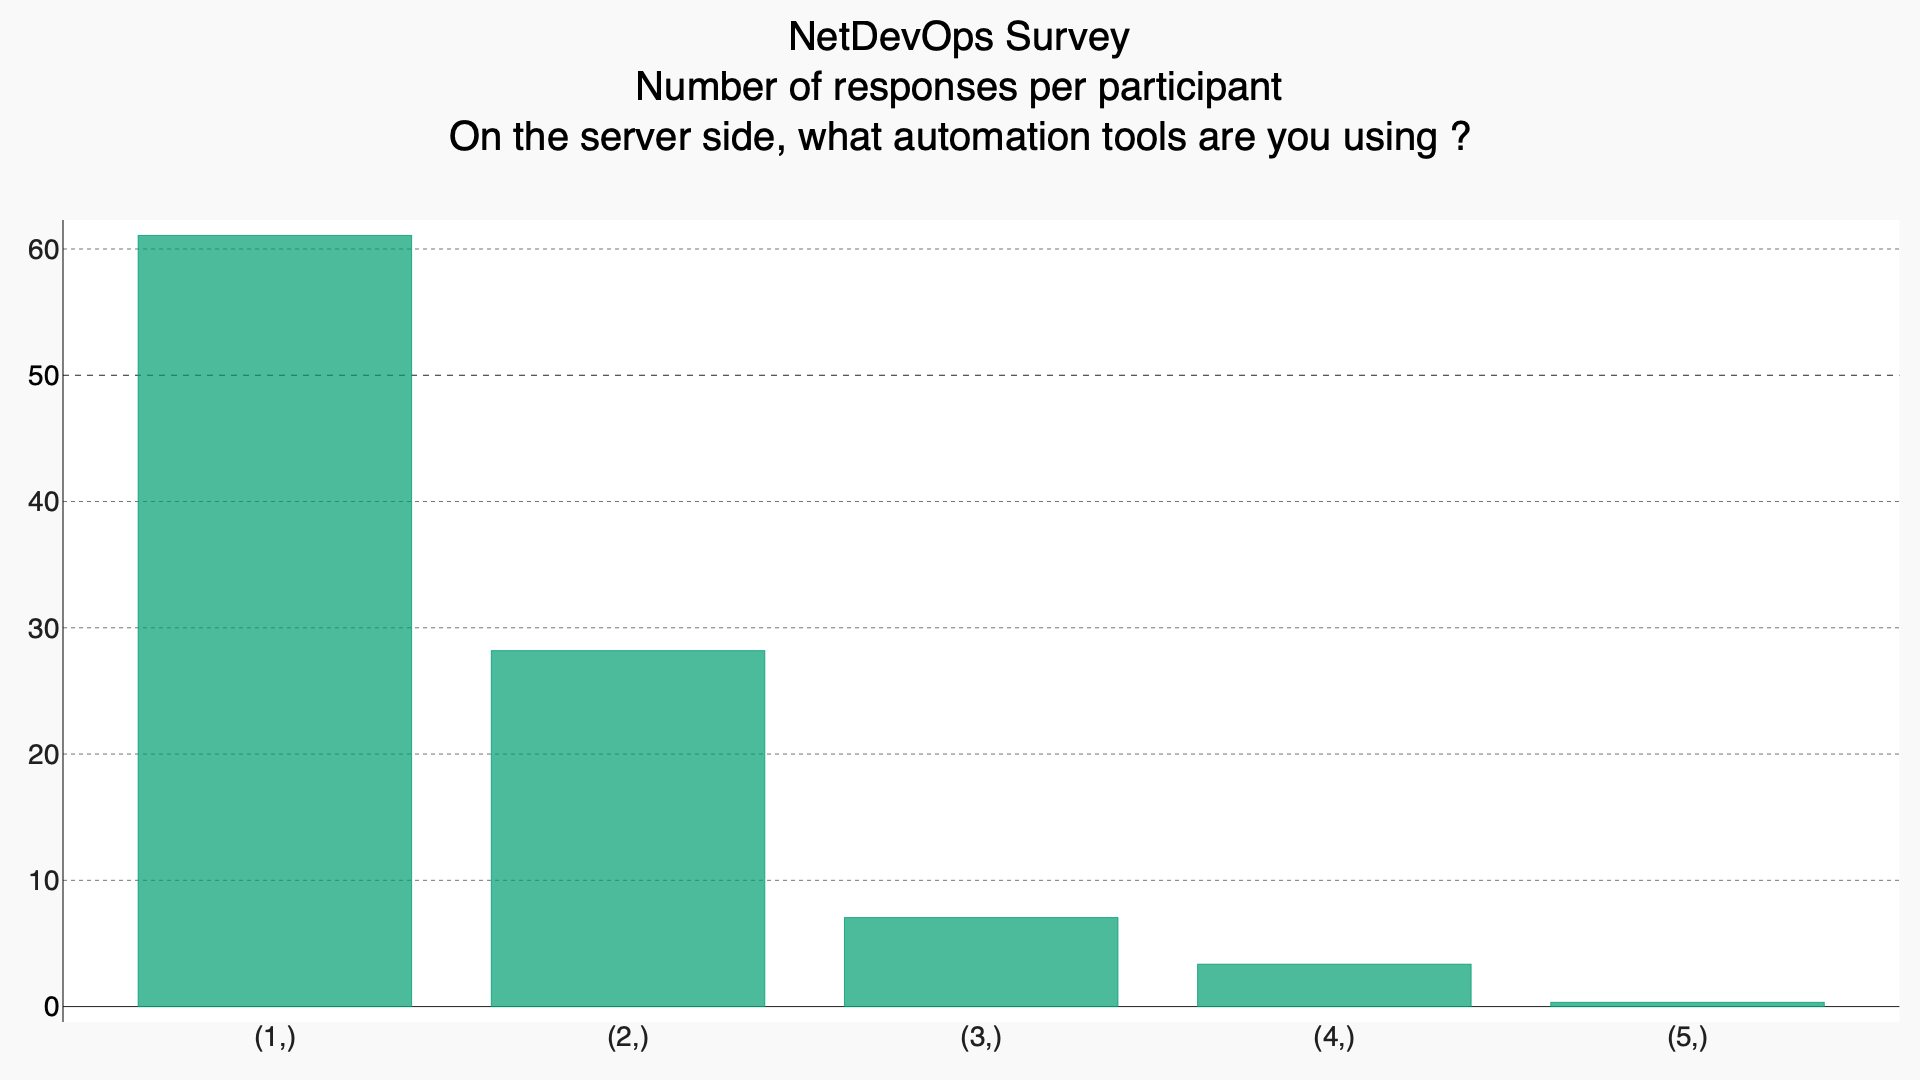 NetDevOps Survey
Number of responses per participant
On the server side, what automation tools are you using ?
60
50
40
30
20
10
0
(1,) (2,) (3,) (4,) (5,)